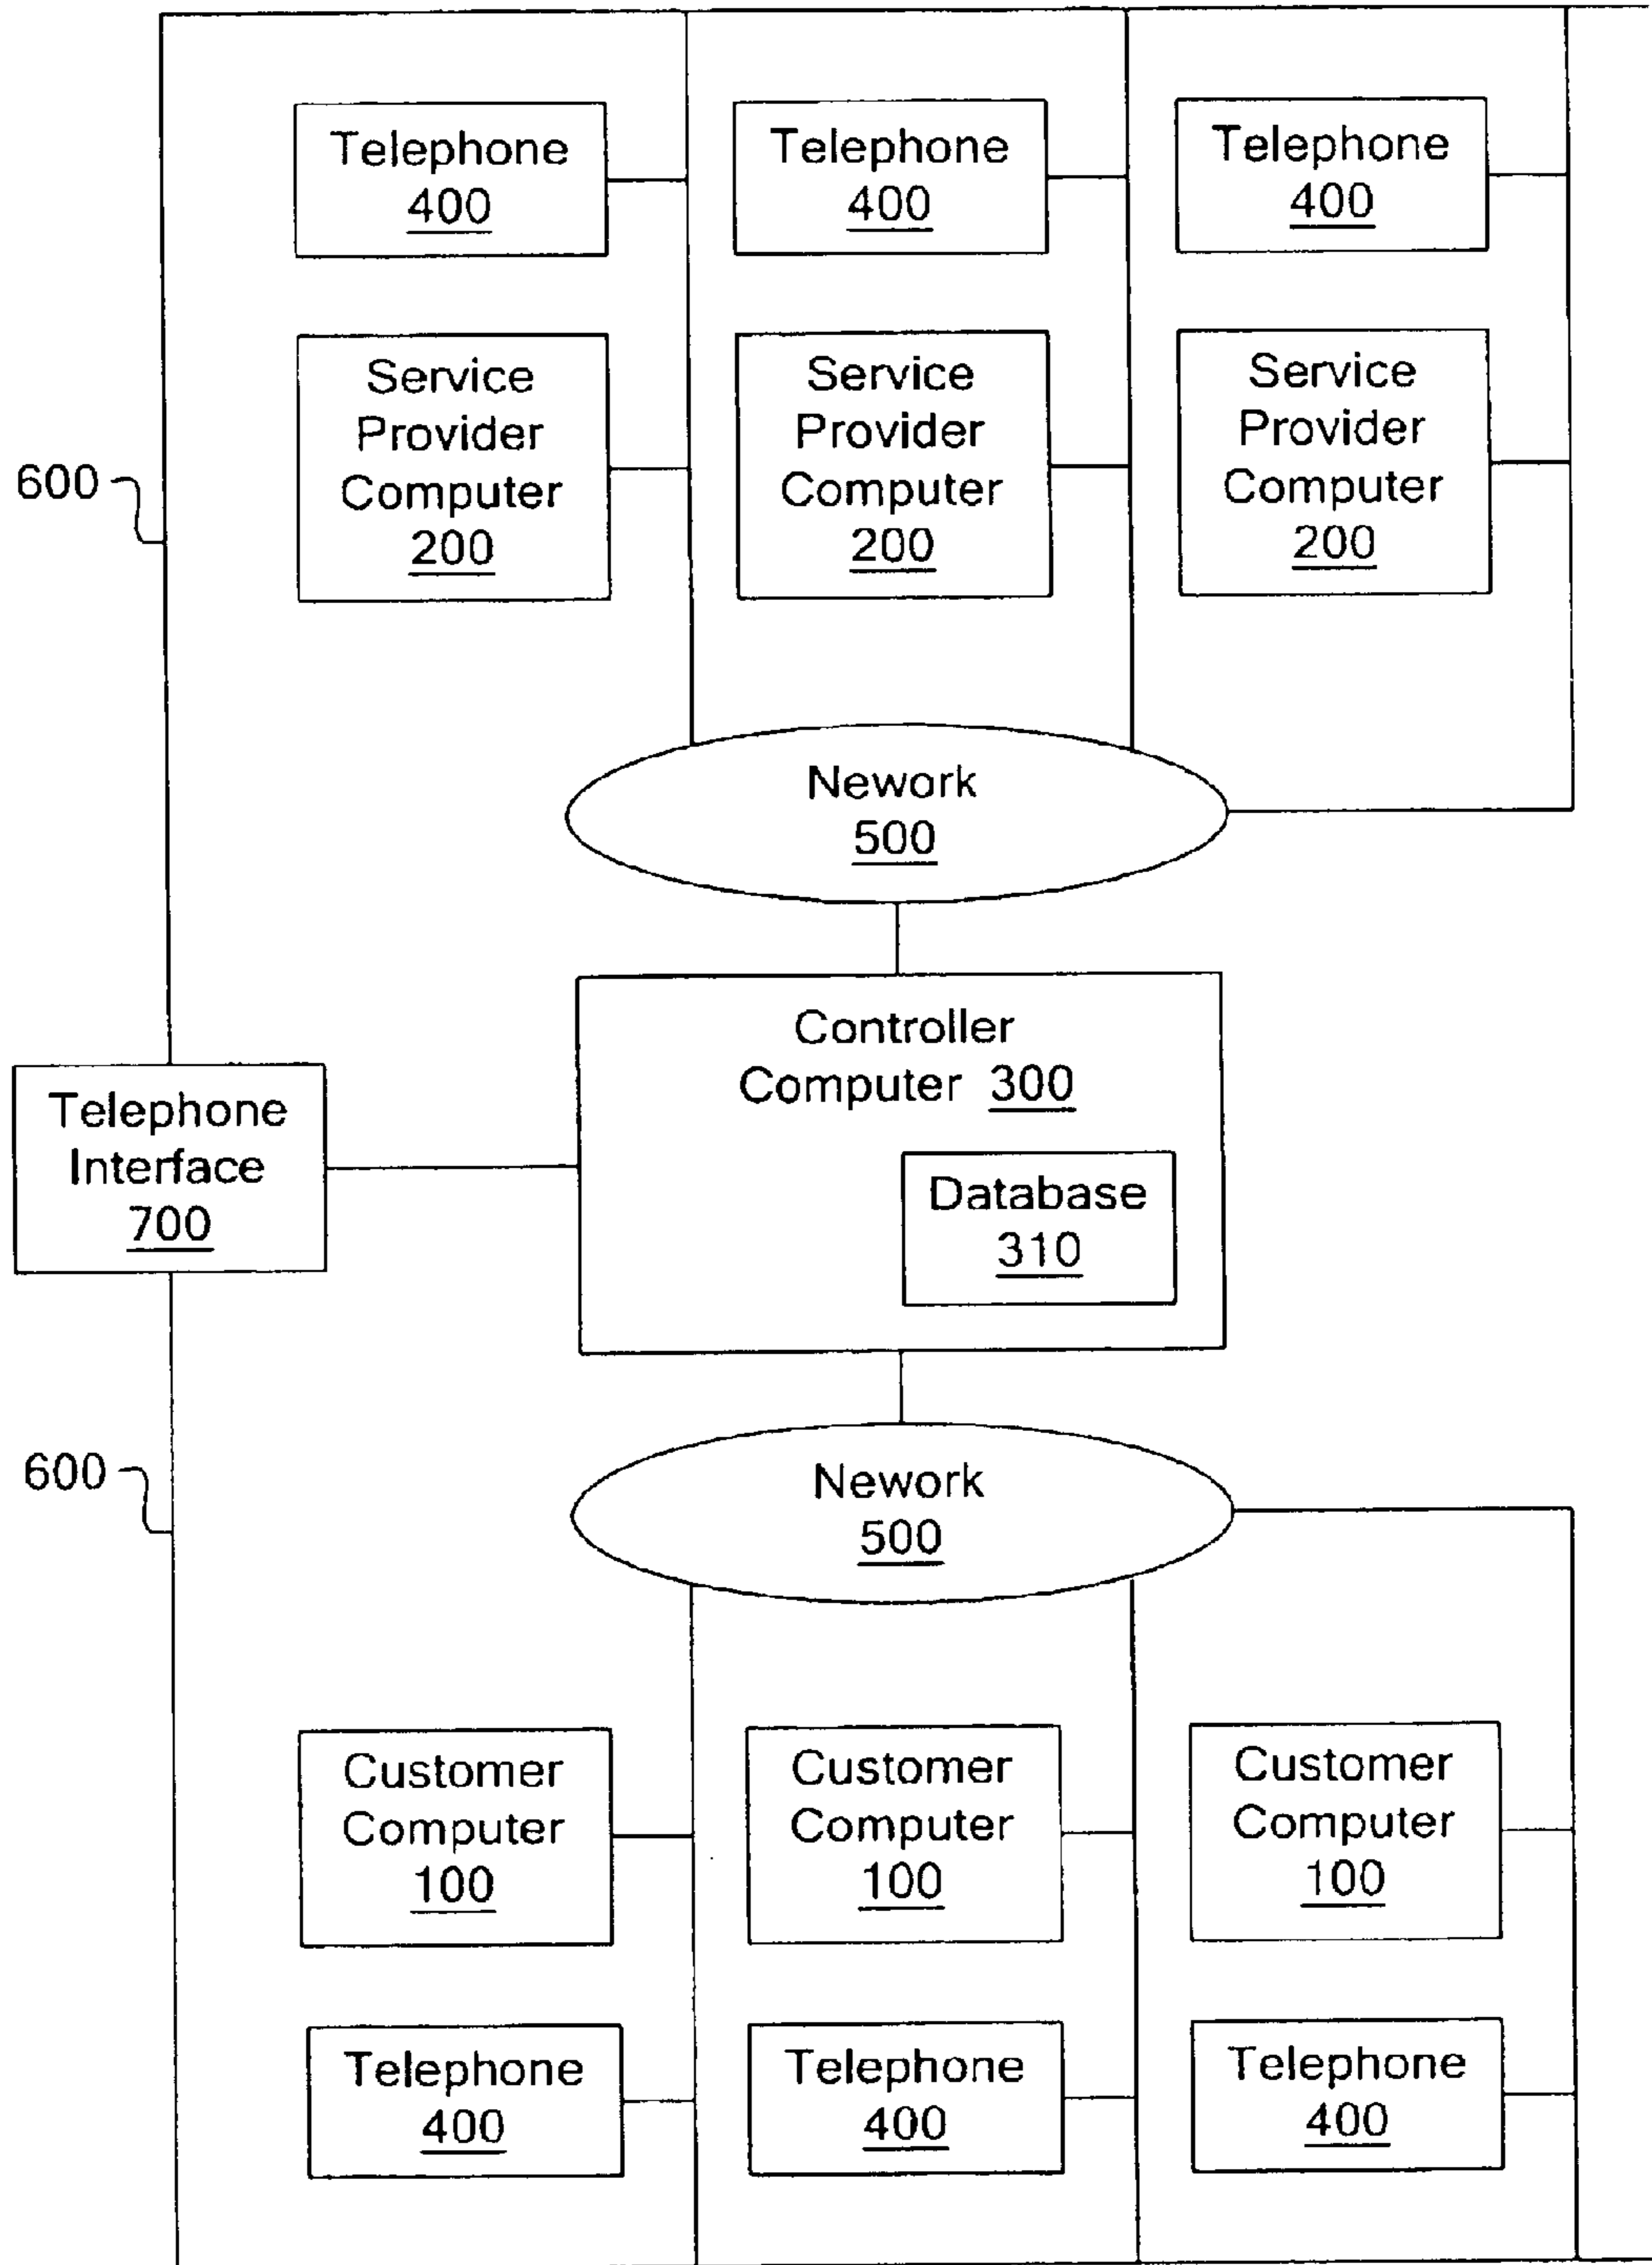 Telephone
400
Telephone
400
Telephone
400
Service
Provider
Computer
200
Service
Provider
Computer
200
Service
Provider
Computer
200
600
Nework
500
Controller
Computer 300
Telephone
Interface
700
Database
310
600
Nework
500
Customer
Computer
100
Customer
Computer
100
Customer
Computer
100
Telephone
400
Telephone
400
Telephone
400